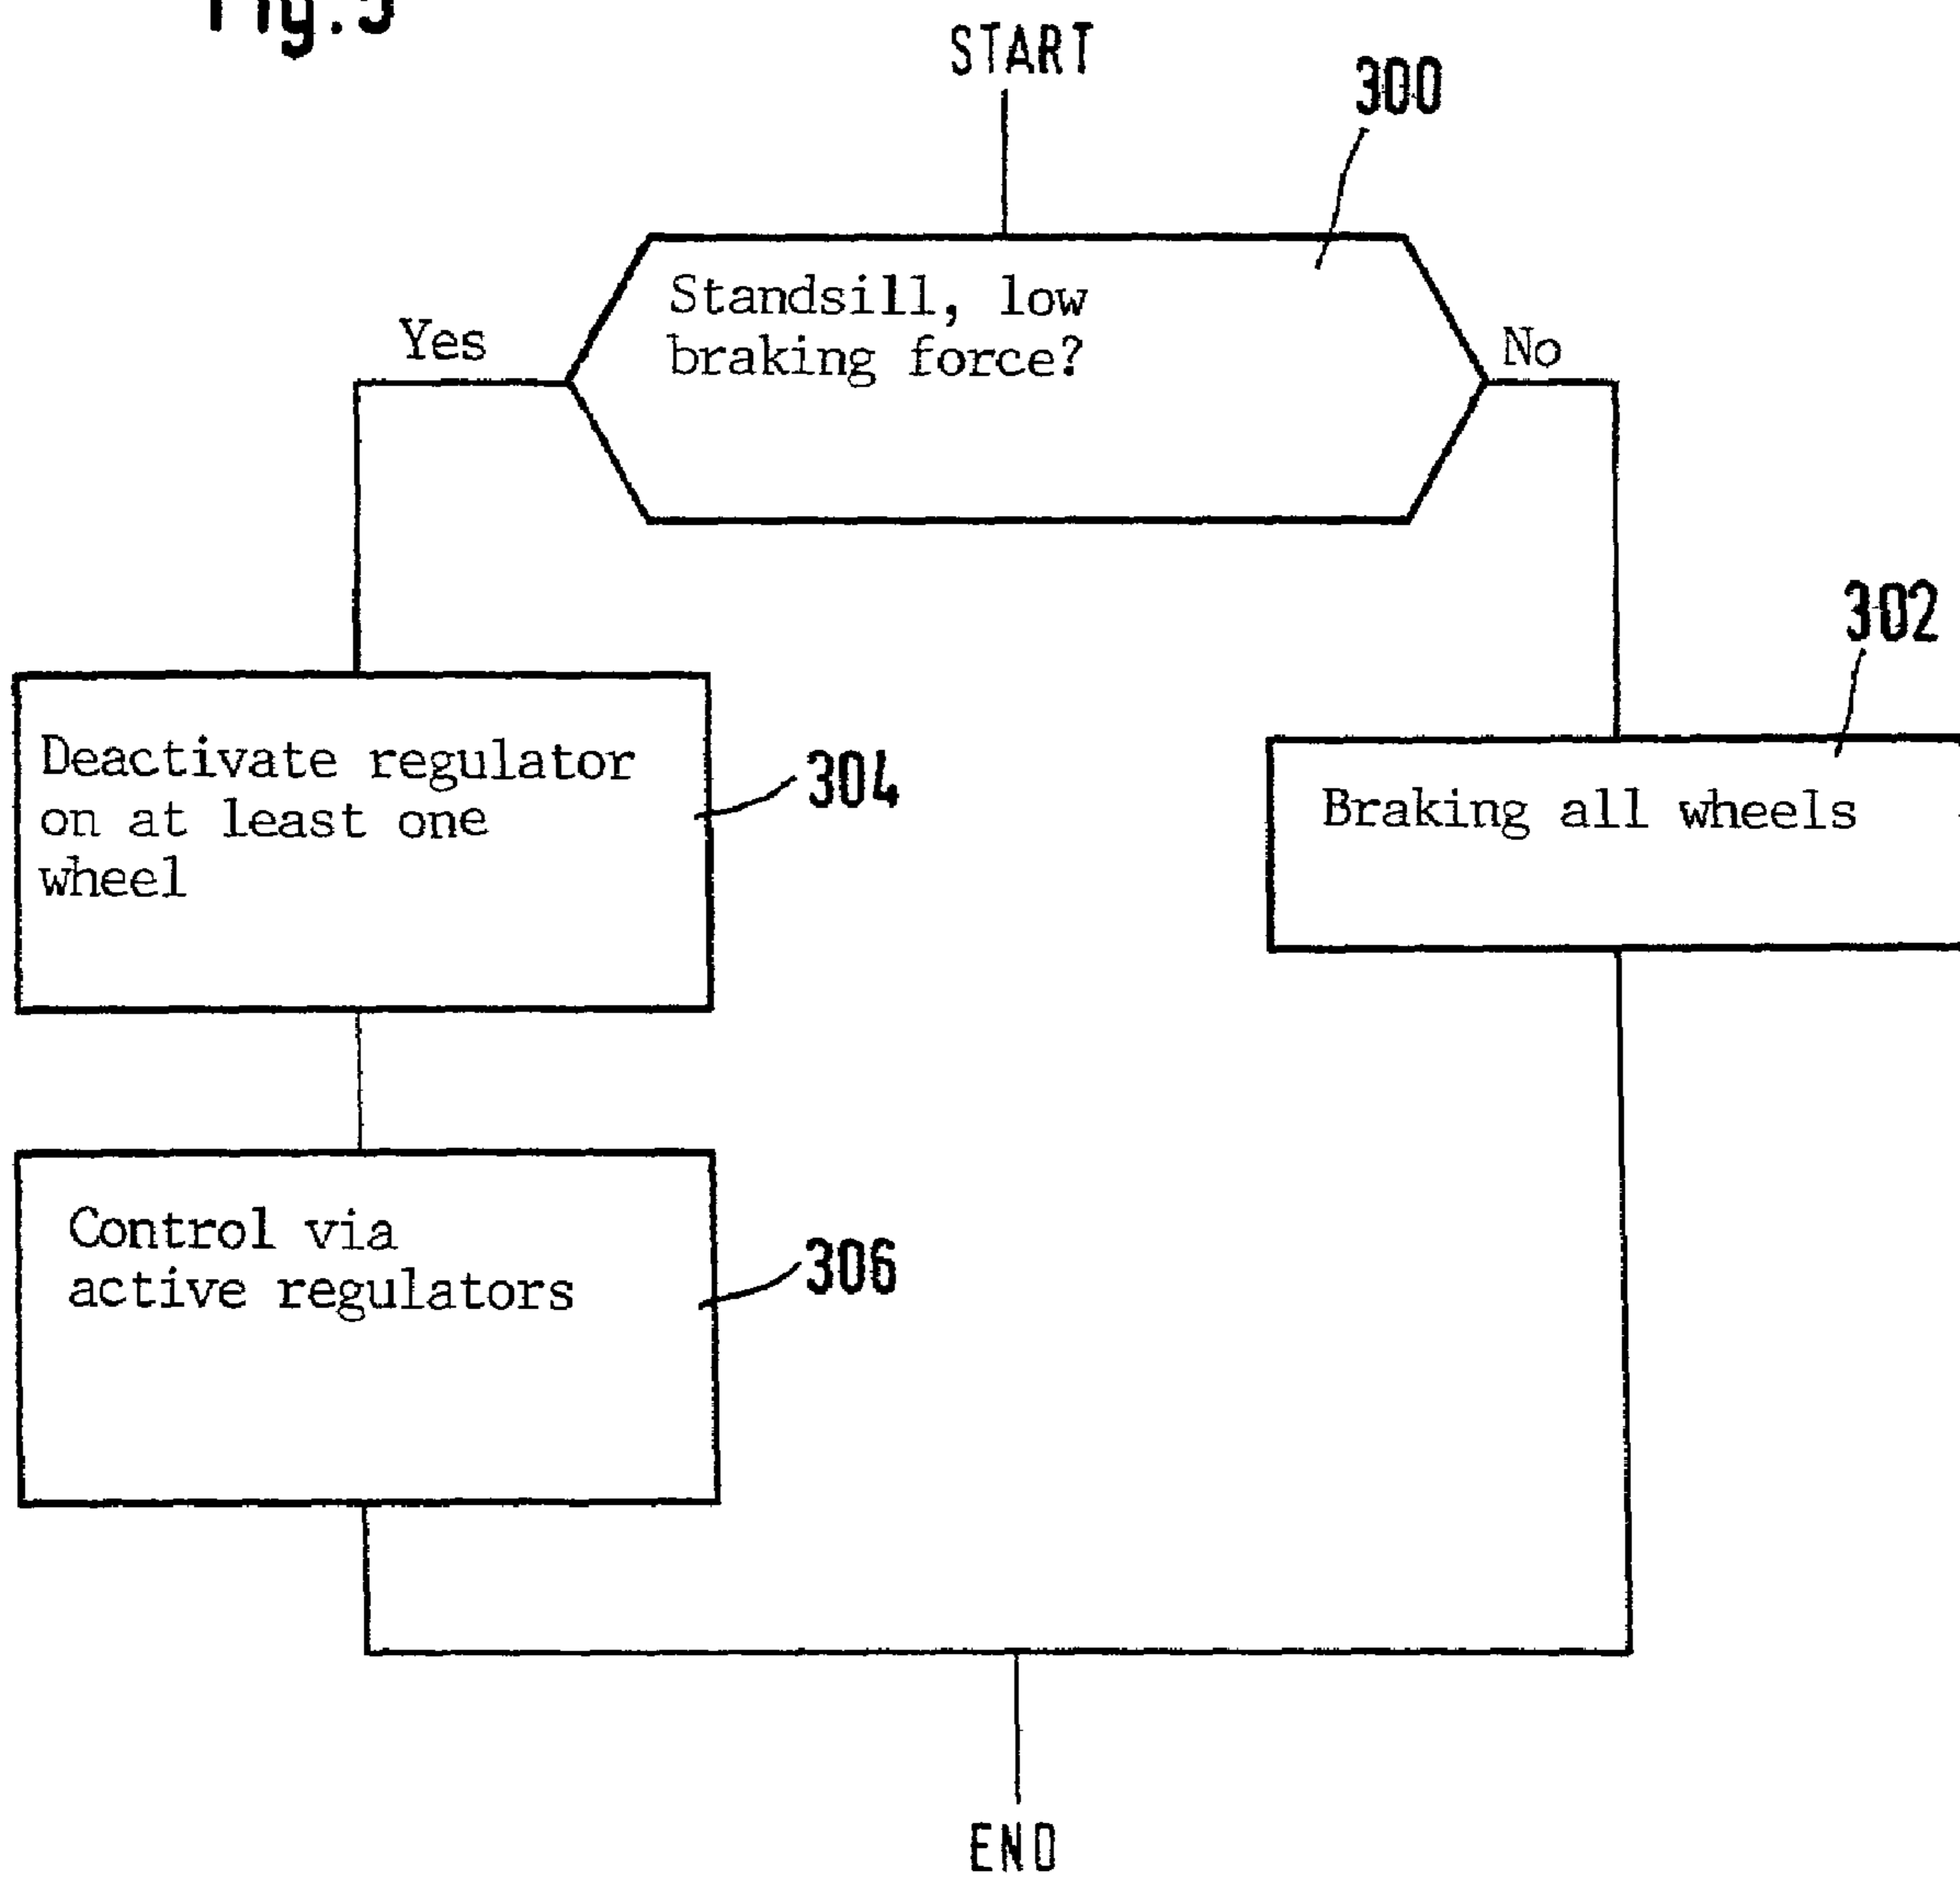 START
300
Standsill, low
braking force?
Yes
No
302
Deactivate regulator
on at least one
wheel
304
Braking all wheels
Control via
active regulators
306
END